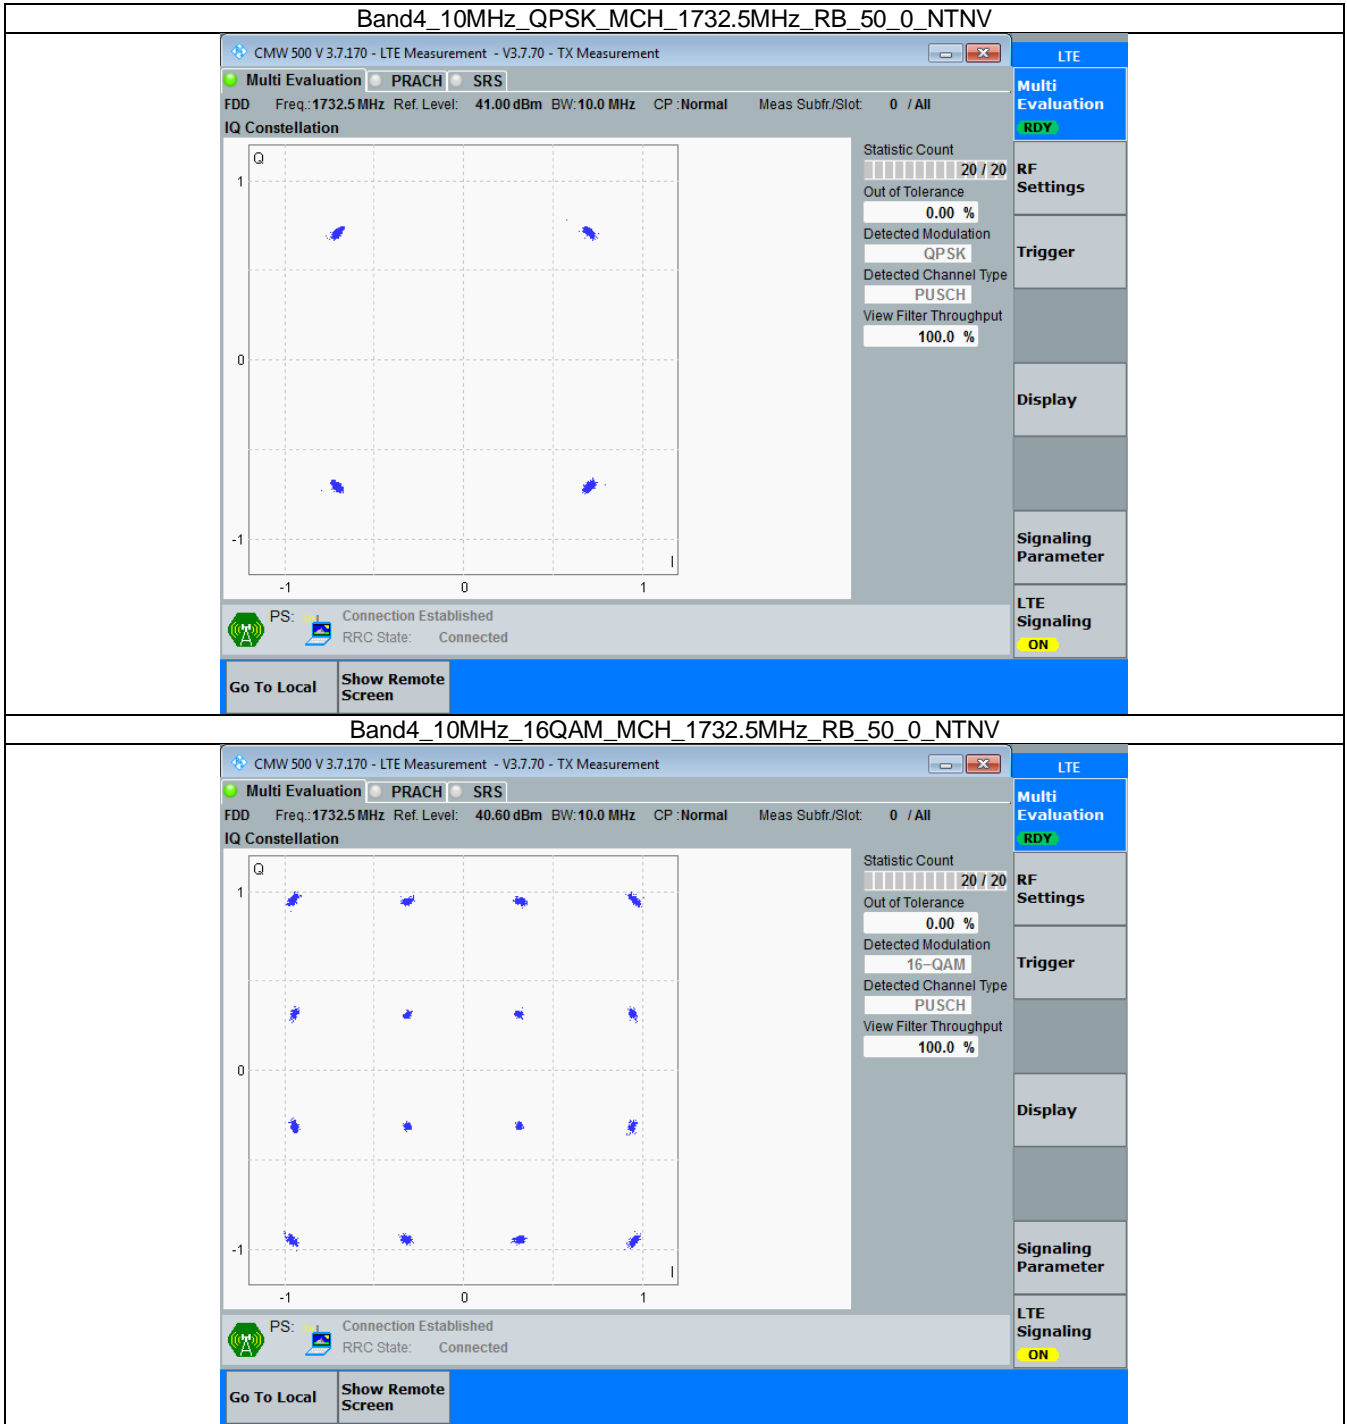 Band4_10MHz_QPSK_MCH_1732.5MHz_RB_50_0_NTNV
CMW 500 V 3.7.170 - LTE Measurement - V3.7.70 - TX Measurement
LTE
Multi Evaluation PRACH SRS
Multi
Evaluation
RDY
FDD Freq.: 1732.5 MHz Ref. Level: 41.00 dBm BW: 10.0 MHz CP : Normal Meas Subfr./Slot: 0 / All
IQ Constellation
Q
1
0
-1
I
-1 0 1
Statistic Count
20 / 20
Out of Tolerance
0.00 %
Detected Modulation
QPSK
Detected Channel Type
PUSCH
View Filter Throughput
100.0 %
RF
Settings
Trigger
Display
Signaling
Parameter
LTE
Signaling
ON
PS: Connection Established
RRC State: Connected
Go To Local
Show Remote
Screen
Band4_10MHz_16QAM_MCH_1732.5MHz_RB_50_0_NTNV
CMW 500 V 3.7.170 - LTE Measurement - V3.7.70 - TX Measurement
LTE
Multi Evaluation PRACH SRS
Multi
Evaluation
RDY
FDD Freq.: 1732.5 MHz Ref. Level: 40.60 dBm BW: 10.0 MHz CP : Normal Meas Subfr./Slot: 0 / All
IQ Constellation
Q
1
0
-1
I
-1 0 1
Statistic Count
20 / 20
Out of Tolerance
0.00 %
Detected Modulation
16-QAM
Detected Channel Type
PUSCH
View Filter Throughput
100.0 %
RF
Settings
Trigger
Display
Signaling
Parameter
LTE
Signaling
ON
PS: Connection Established
RRC State: Connected
Go To Local
Show Remote
Screen